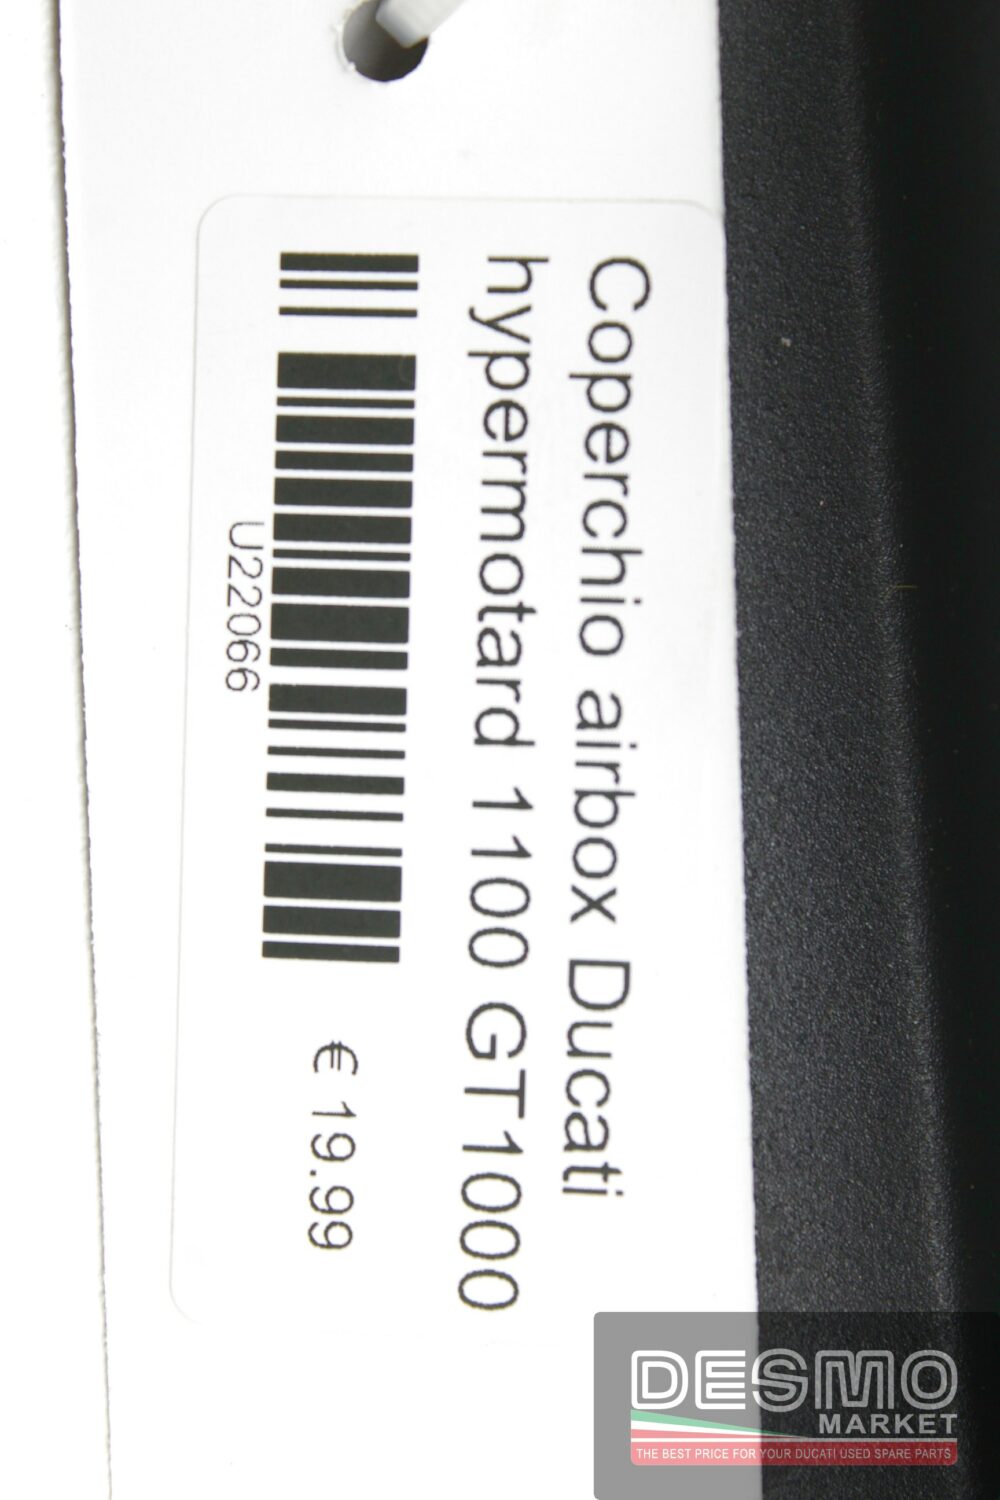 Coperchio airbox Ducati
hypermotard 1100 GT1000
U22066
€ 19.99
DESMO
MARKET
THE BEST PRICE FOR YOUR DUCATI USED SPARE PARTS